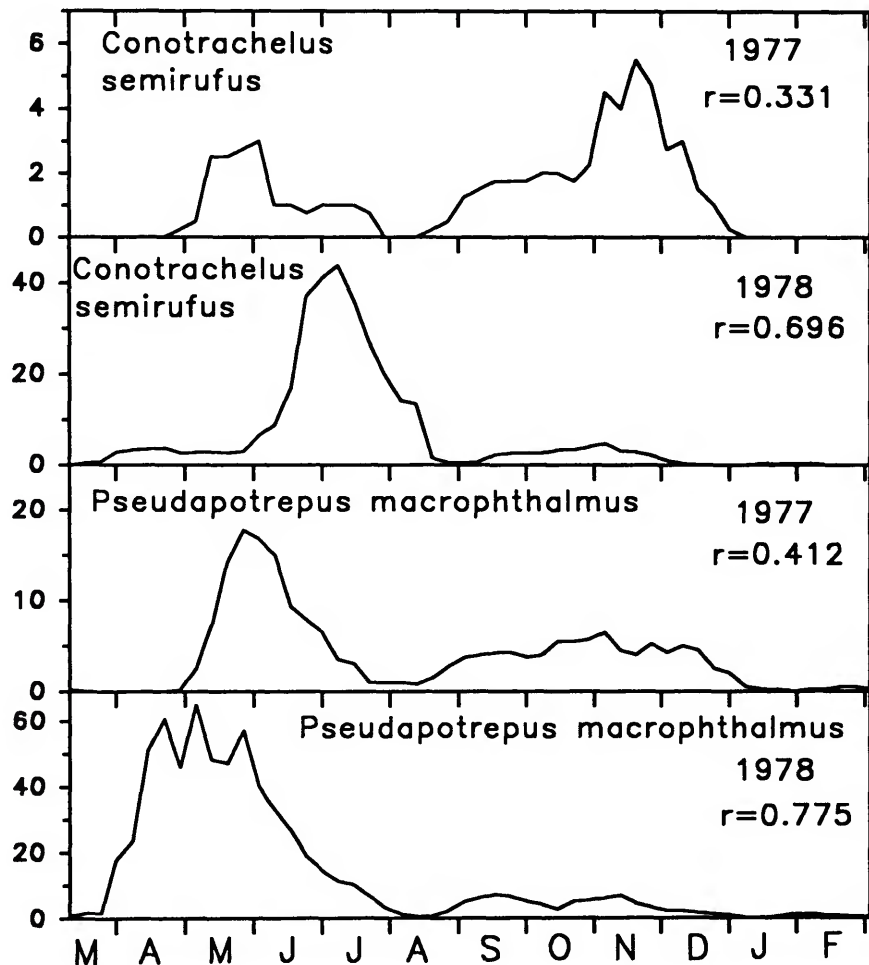 6
4
2
0
Conotrachelus
semirufus
1977
r=0.331
40
20
0
Conotrachelus
semirufus
1978
r=0.696
20
10
0
Pseudapotrepus macrophthalmus
1977
r=0.412
60
40
20
0
Pseudapotrepus macrophthalmus
1978
r=0.775
M A M J J A S O N D J F